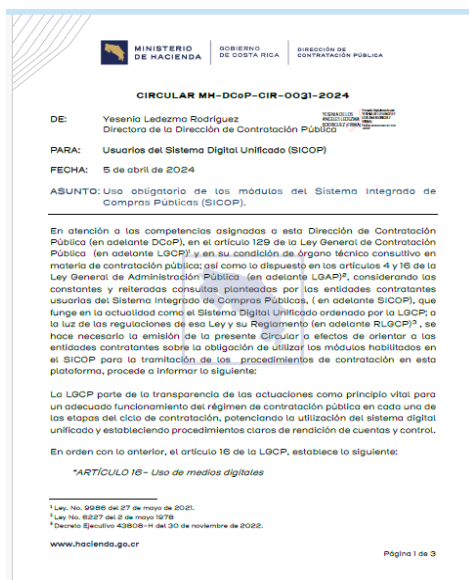 MINISTERIO
DE HACIENDA
GOBIERNO
DE COSTA RICA
DIRECCIÓN DE
CONTRATACIÓN PÚBLICA
CIRCULAR MH-DCoP-CIR-0031-2024
DE: Yesenia Ledezma Rodríguez
Directora de la Dirección de Contratación Pública
PARA: Usuarios del Sistema Digital Unificado (SICOP)
FECHA: 5 de abril de 2024
ASUNTO: Uso obligatorio de los módulos del Sistema Integrado de
Compras Públicas (SICOP).
En atención a las competencias asignadas a esta Dirección de Contratación
Pública (en adelante DCoP), en el artículo 129 de la Ley General de Contratación
Pública (en adelante LGCP)¹ y en su condición de órgano técnico consultivo en
materia de contratación pública; así como lo dispuesto en los artículos 4 y 16 de la
Ley General de Administración Pública (en adelante LGAP)², considerando las
constantes y reiteradas consultas planteadas por las entidades contratantes
usuarias del Sistema Integrado de Compras Públicas, ( en adelante SICOP), que
funge en la actualidad como el Sistema Digital Unificado ordenado por la LGCP; a
la luz de las regulaciones de esa Ley y su Reglamento (en adelante RLGCP)³ , se
hace necesario la emisión de la presente Circular a efectos de orientar a las
entidades contratantes sobre la obligación de utilizar los módulos habilitados en
el SICOP para la tramitación de los procedimientos de contratación en esta
plataforma, procede a informar lo siguiente:
La LGCP parte de la transparencia de las actuaciones como principio vital para
un adecuado funcionamiento del régimen de contratación pública en cada una de
las etapas del ciclo de contratación, potenciando la utilización del sistema digital
unificado y estableciendo procedimientos claros de rendición de cuentas y control.
En orden con lo anterior, el artículo 16 de la LGCP, establece lo siguiente:
"ARTÍCULO 16- Uso de medios digitales
¹ Ley. No. 9986 del 27 de mayo de 2021.
² Ley No. 6227 del 2 de mayo 1978
³ Decreto Ejecutivo 43808-H del 30 de noviembre de 2022.
www.hacienda.go.cr
Página 1 de 3